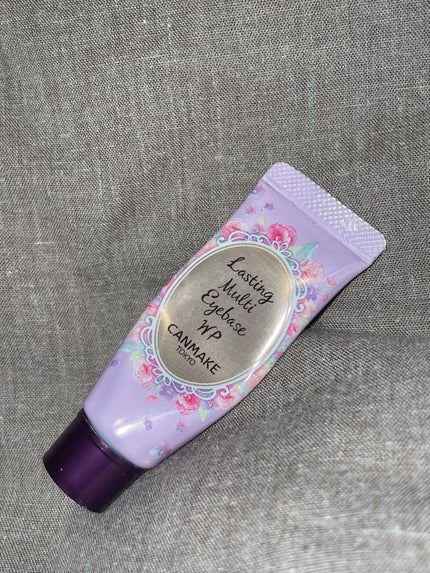 Lasting
Multi
Eyebase
WP
CANMAKE
TOKYO